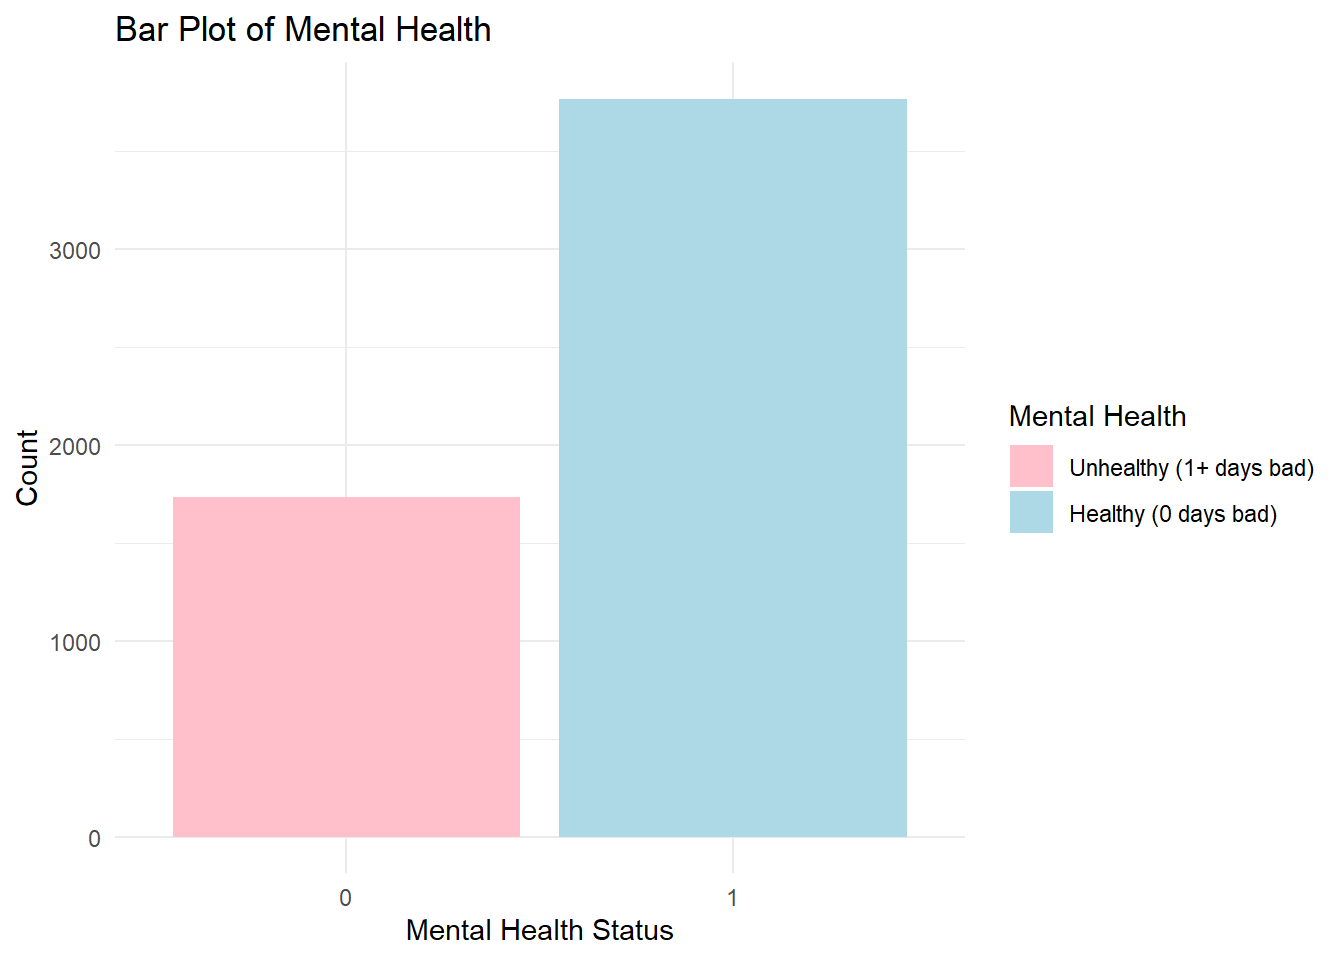 Bar Plot of Mental Health
3000
2000
1000
0
Count
0
1
Mental Health Status
Mental Health
Unhealthy (1+ days bad)
Healthy (0 days bad)